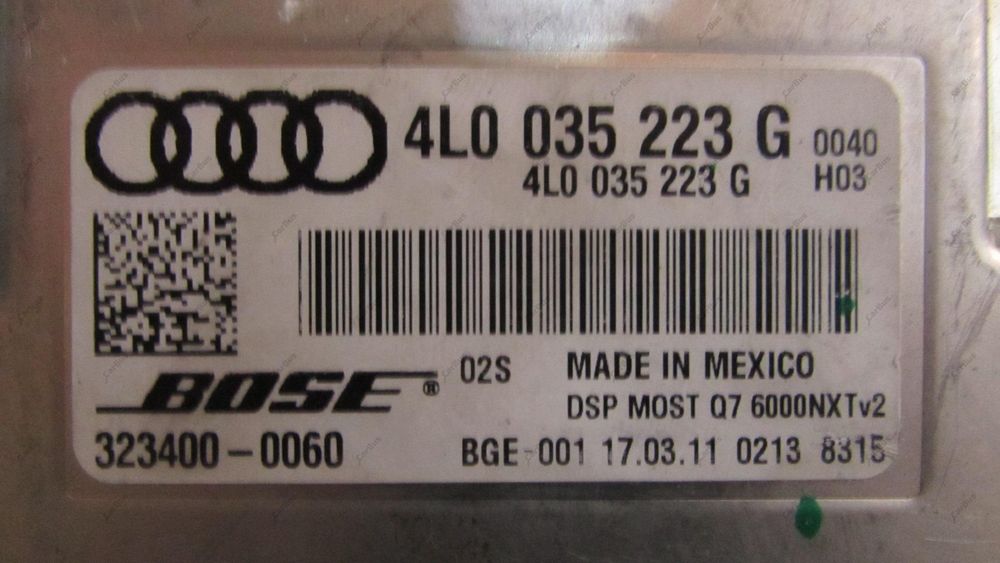 4L0 035 223 G 0040
4L0 035 223 G H03
BOSE® 02S MADE IN MEXICO
DSP MOST Q7 6000NXTv2
323400-0060 BGE-001 17.03.11 0213 8315